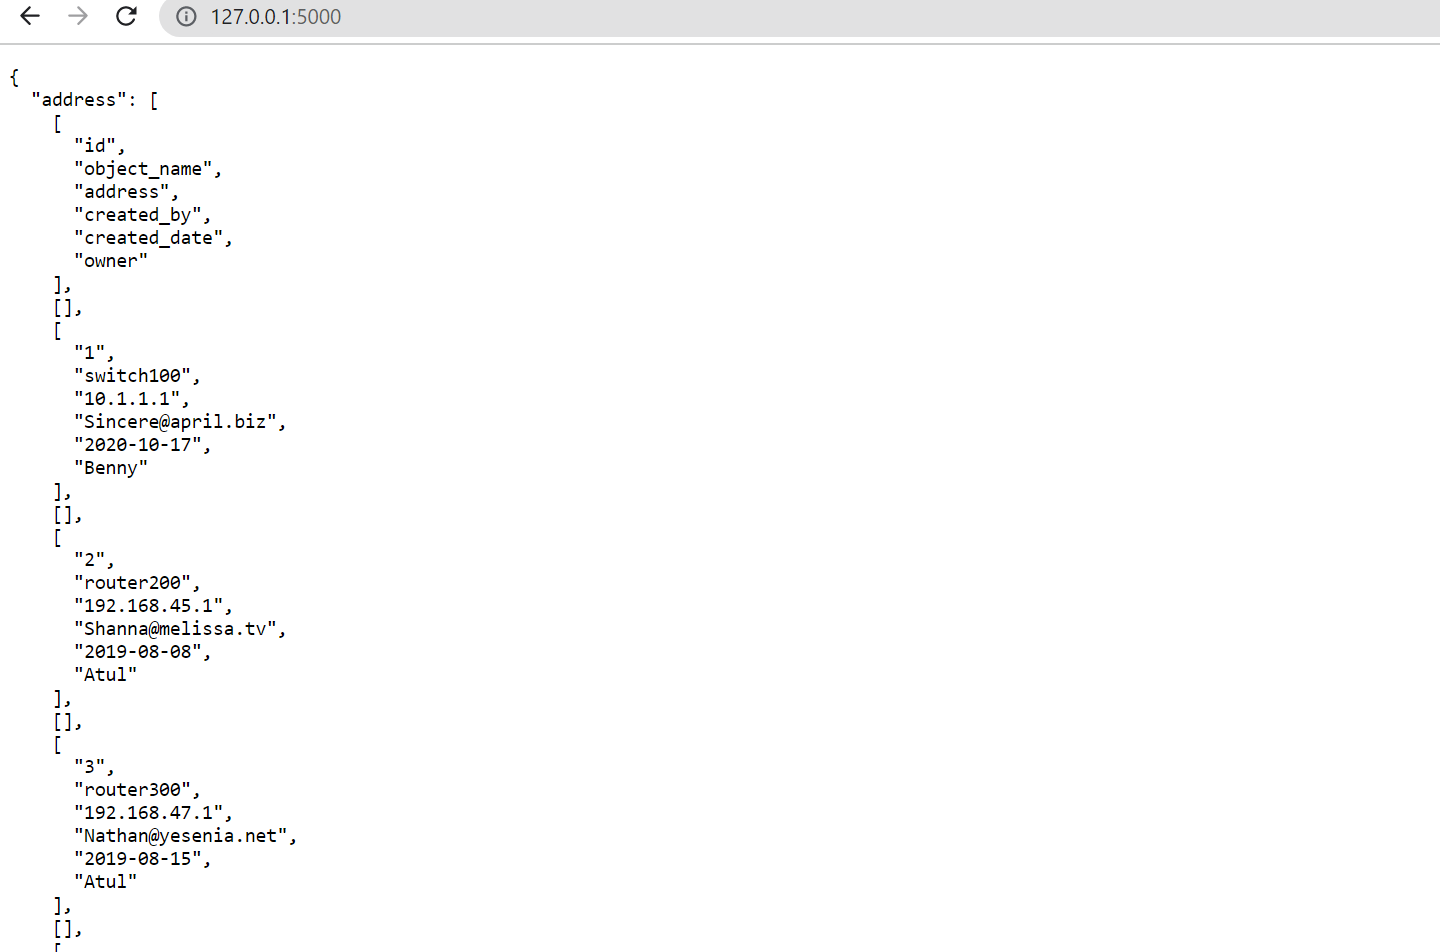 127.0.0.1:5000
{
  "address": [
    [
      "id",
      "object_name",
      "address",
      "created_by",
      "created_date",
      "owner"
    ],
    [],
    [
      "1",
      "switch100",
      "10.1.1.1",
      "Sincere@april.biz",
      "2020-10-17",
      "Benny"
    ],
    [],
    [
      "2",
      "router200",
      "192.168.45.1",
      "Shanna@melissa.tv",
      "2019-08-08",
      "Atul"
    ],
    [],
    [
      "3",
      "router300",
      "192.168.47.1",
      "Nathan@yesenia.net",
      "2019-08-15",
      "Atul"
    ],
    [],
    [